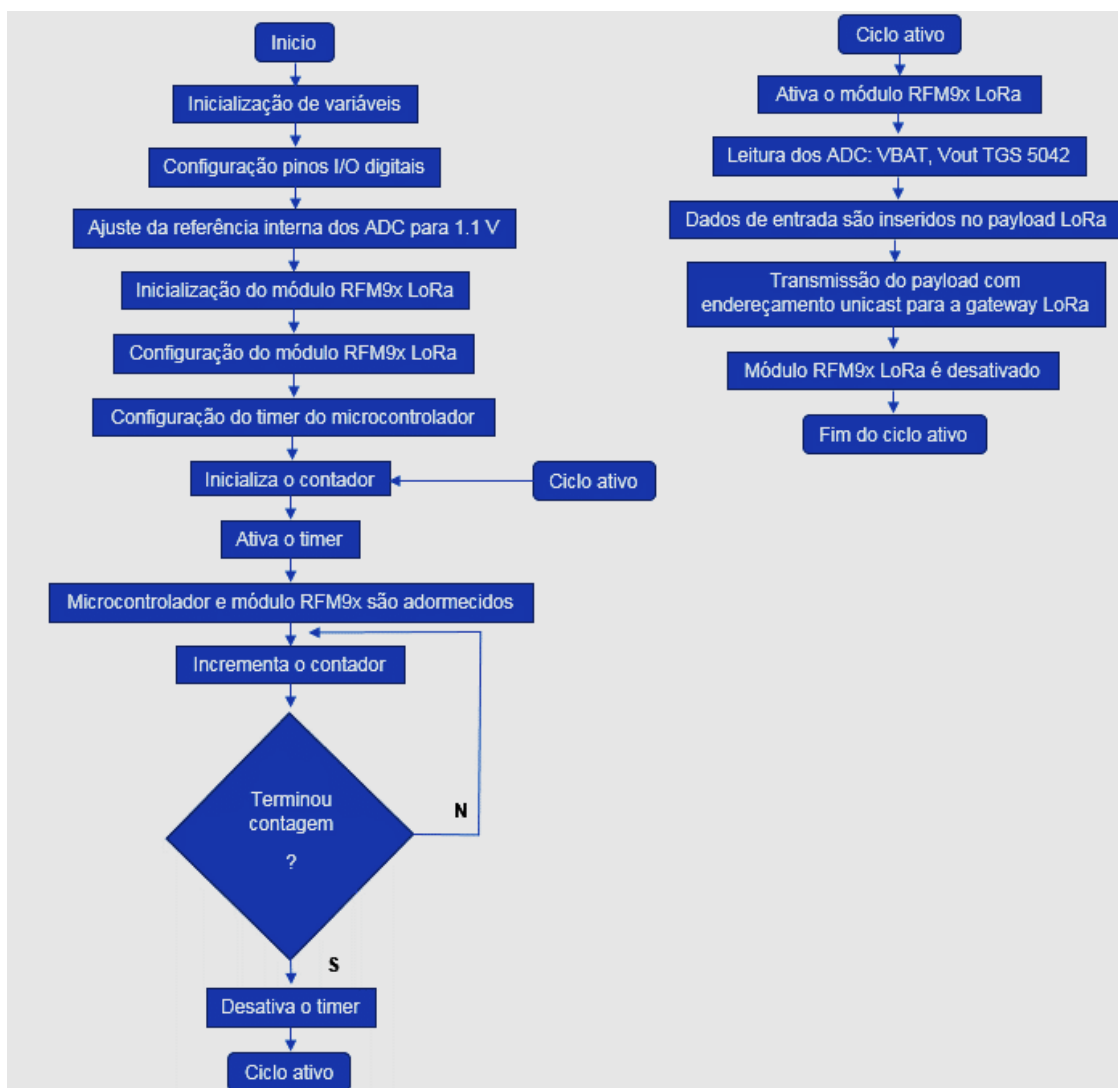 Inicio
Inicialização de variáveis
Configuração pinos I/O digitais
Ajuste da referência interna dos ADC para 1.1 V
Inicialização do módulo RFM9x LoRa
Configuração do módulo RFM9x LoRa
Configuração do timer do microcontrolador
Inicializa o contador
Ciclo ativo
Ativa o timer
Microcontrolador e módulo RFM9x são adormecidos
Incrementa o contador
Terminou
contagem
?
N
S
Desativa o timer
Ciclo ativo
Ciclo ativo
Ativa o módulo RFM9x LoRa
Leitura dos ADC: VBAT, Vout TGS 5042
Dados de entrada são inseridos no payload LoRa
Transmissão do payload com
endereçamento unicast para a gateway LoRa
Módulo RFM9x LoRa é desativado
Fim do ciclo ativo